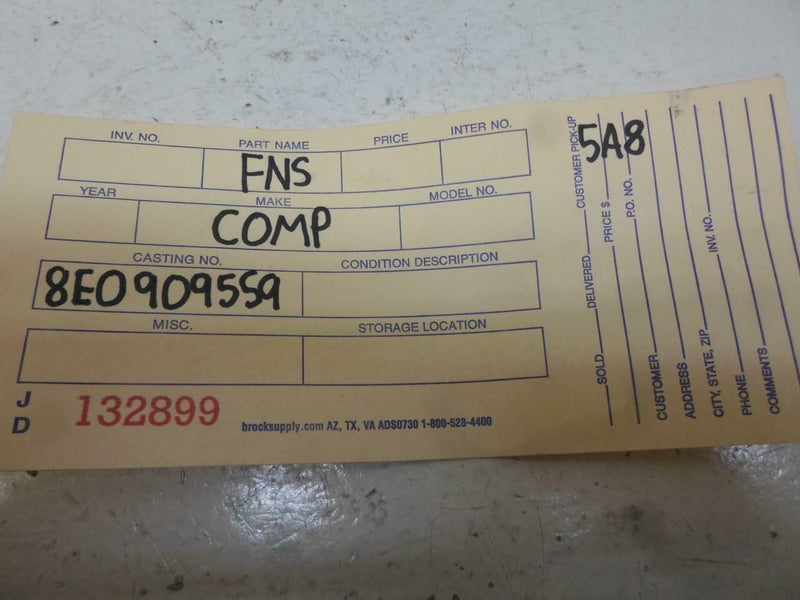 INV. NO. PART NAME PRICE INTER NO.
FNS
YEAR MAKE MODEL NO.
COMP
CASTING NO. CONDITION DESCRIPTION
8E0909559
MISC. STORAGE LOCATION
J
D
132899
brocksupply.com AZ, TX, VA ADS0730 1-800-528-4400
5A8
SOLD DELIVERED CUSTOMER PICK-UP
PRICE $
P.O. NO.
CUSTOMER
ADDRESS
CITY, STATE, ZIP INV. NO.
PHONE
COMMENTS